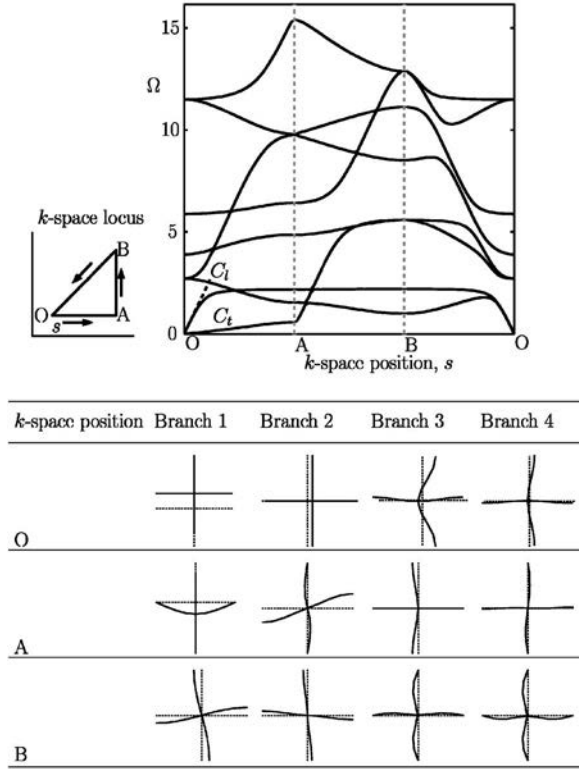 15
Ω
10
5
0
C_l
C_t
O
A
B
O
k-space position, s
k-space locus
B
O
A
s
k-space position Branch 1 Branch 2 Branch 3 Branch 4
O
A
B